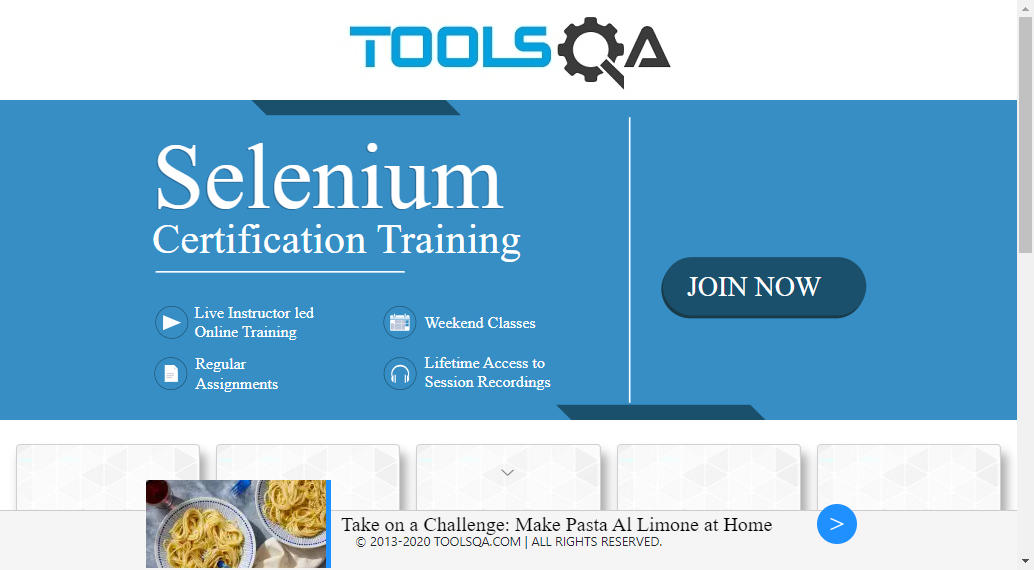 TOOLSQA
Selenium
Certification Training
JOIN NOW
Live Instructor led
Online Training
Weekend Classes
Regular
Assignments
Lifetime Access to
Session Recordings
Take on a Challenge: Make Pasta Al Limone at Home
© 2013-2020 TOOLSQA.COM | ALL RIGHTS RESERVED.